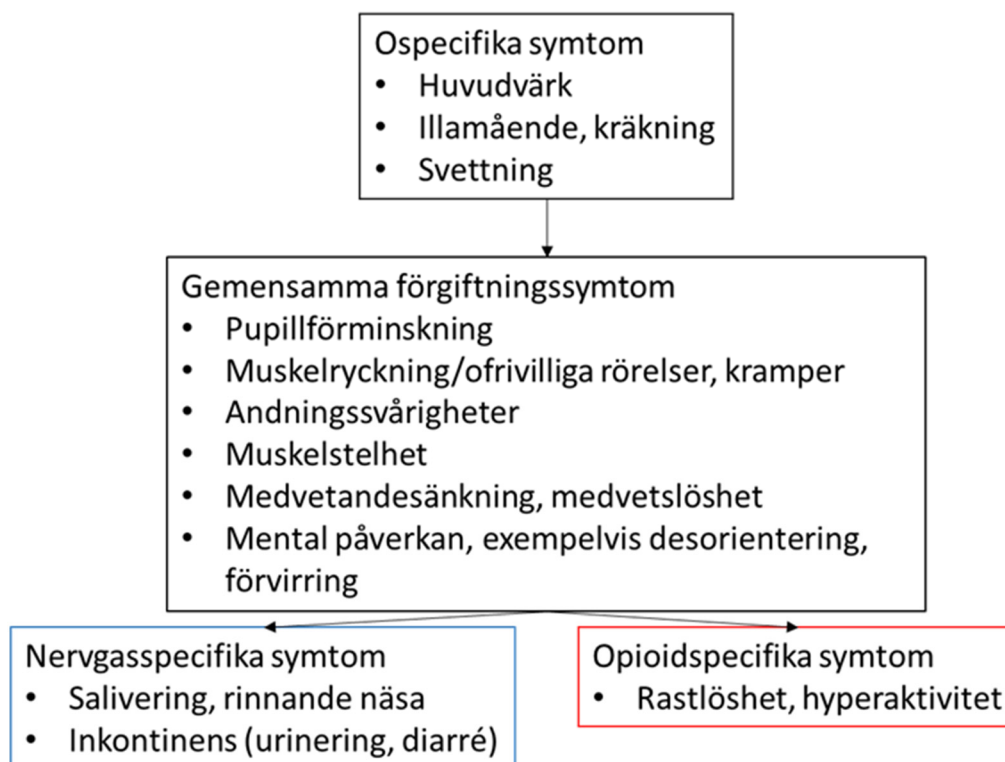 Ospecifika symtom
• Huvudvärk
• Illamående, kräkning
• Svettning
Gemensamma förgiftningssymtom
• Pupillförminskning
• Muskelryckning/ofrivilliga rörelser, kramper
• Andningssvårigheter
• Muskelstelhet
• Medvetandesänkning, medvetslöshet
• Mental påverkan, exempelvis desorientering,
förvirring
Nervgasspecifika symtom
• Salivering, rinnande näsa
• Inkontinens (urinering, diarré)
Opioidspecifika symtom
• Rastlöshet, hyperaktivitet